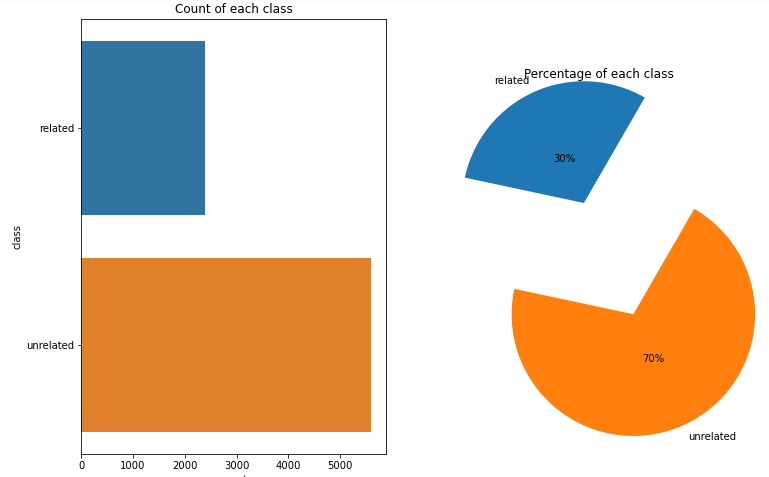 Count of each class
related
unrelated
class
0 1000 2000 3000 4000 5000
Percentage of each class
related
30%
70%
unrelated